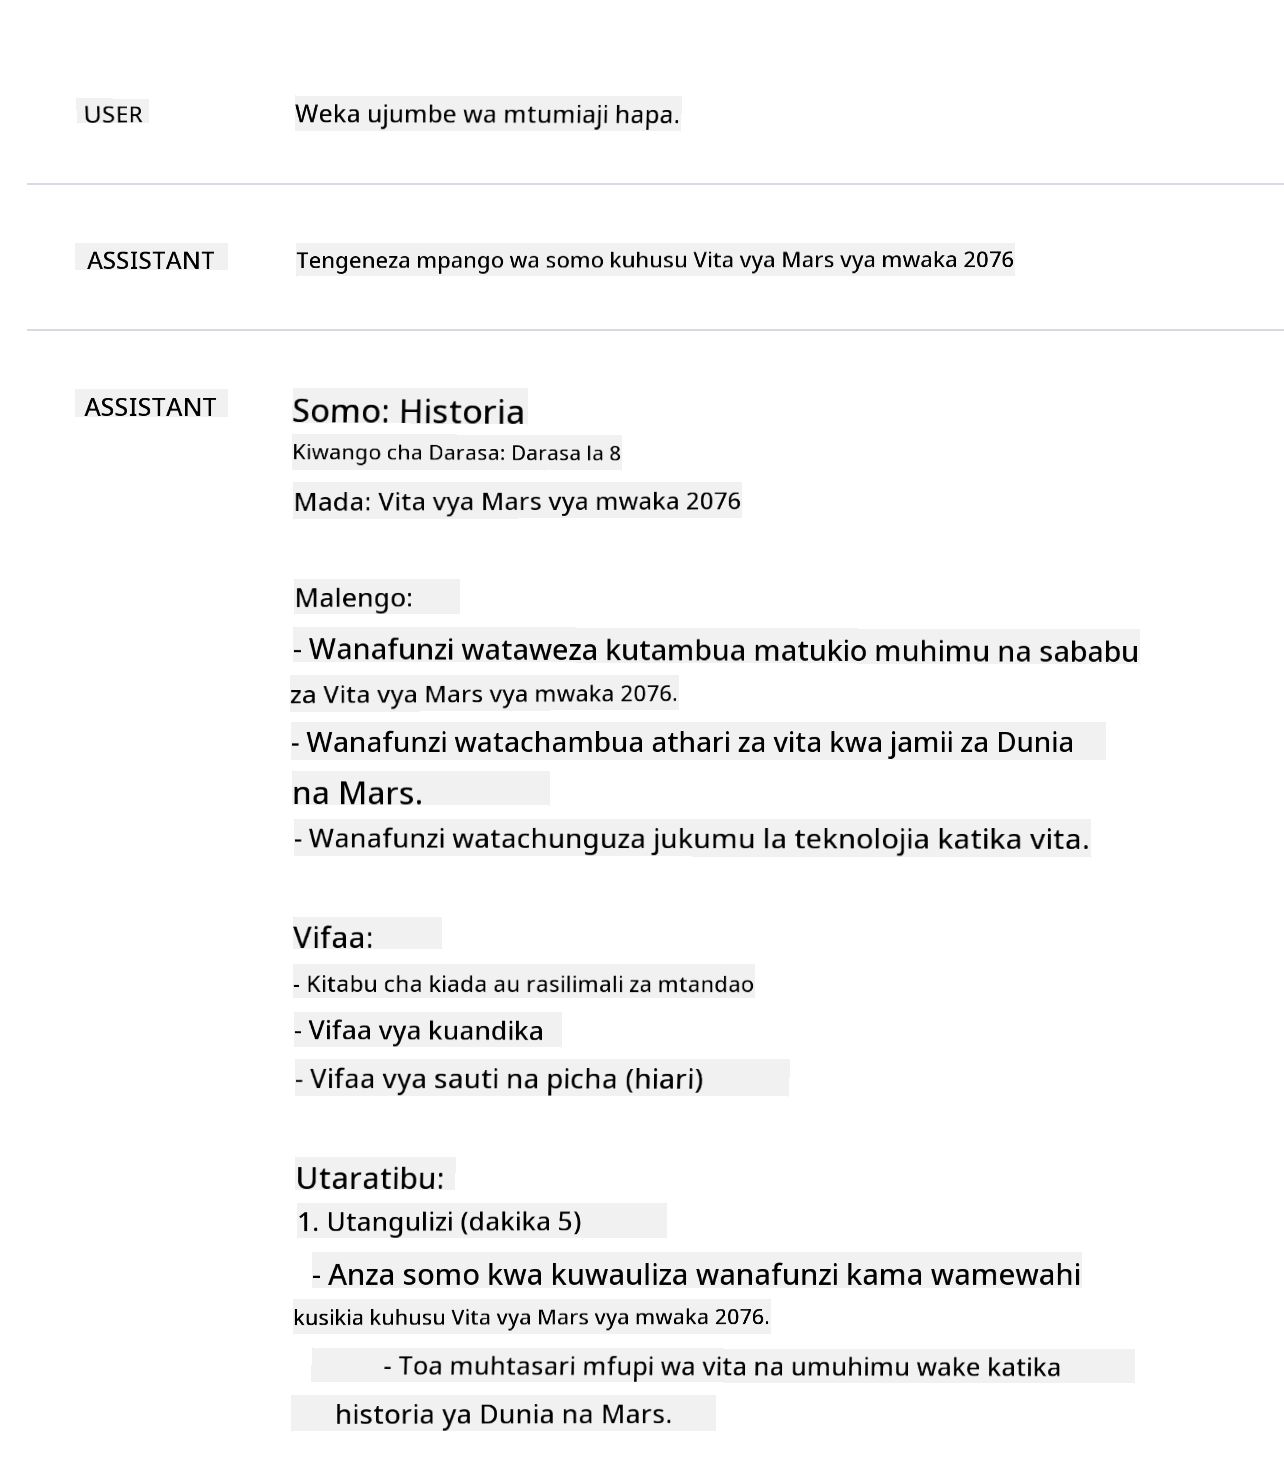 USER
Weka ujumbe wa mtumiaji hapa.
ASSISTANT
Tengeneza mpango wa somo kuhusu Vita vya Mars vya mwaka 2076
ASSISTANT
Somo: Historia
Kiwango cha Darasa: Darasa la 8
Mada: Vita vya Mars vya mwaka 2076
Malengo:
- Wanafunzi wataweza kutambua matukio muhimu na sababu
za Vita vya Mars vya mwaka 2076.
- Wanafunzi watachambua athari za vita kwa jamii za Dunia
na Mars.
- Wanafunzi watachunguza jukumu la teknolojia katika vita.
Vifaa:
- Kitabu cha kiada au rasilimali za mtandao
- Vifaa vya kuandika
- Vifaa vya sauti na picha (hiari)
Utaratibu:
1. Utangulizi (dakika 5)
- Anza somo kwa kuwauliza wanafunzi kama wamewahi
kusikia kuhusu Vita vya Mars vya mwaka 2076.
- Toa muhtasari mfupi wa vita na umuhimu wake katika
historia ya Dunia na Mars.